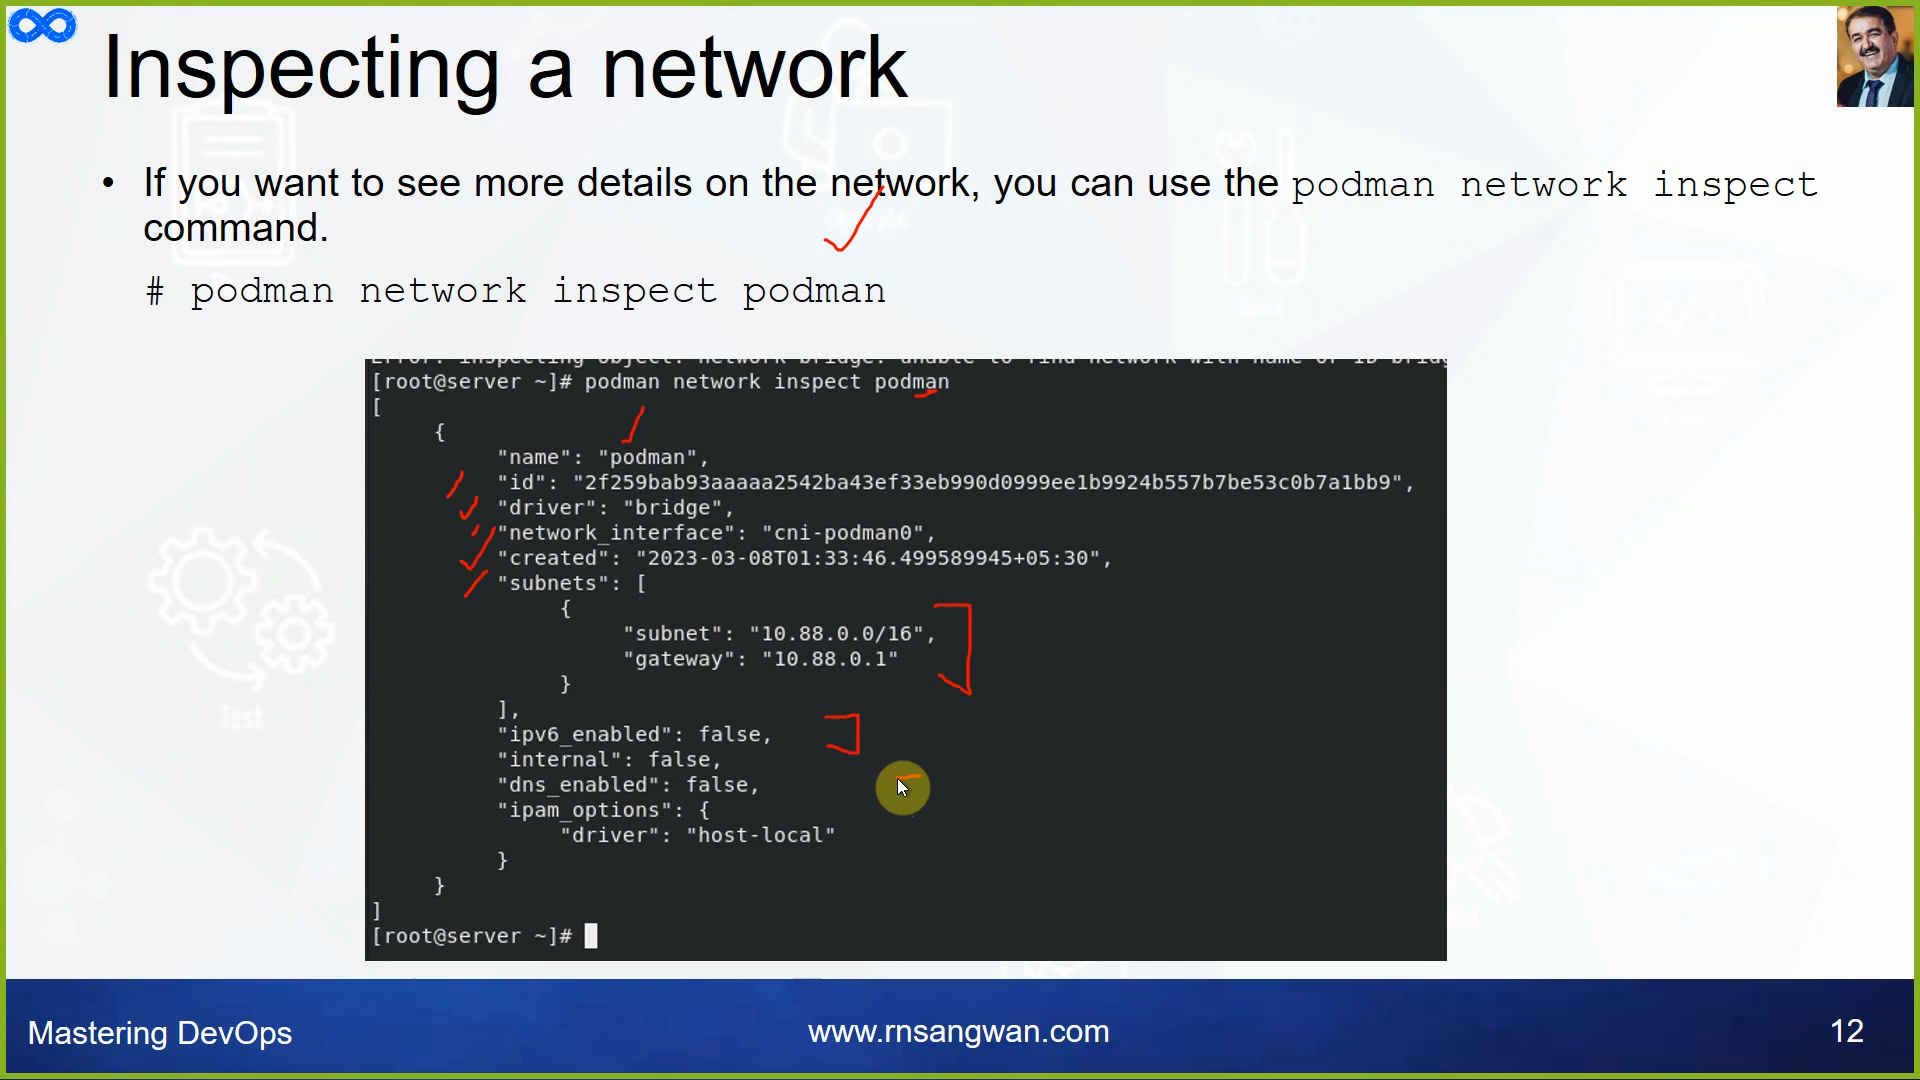 Inspecting a network
• If you want to see more details on the network, you can use the podman network inspect
command.
# podman network inspect podman
Error: inspecting object: network bridge: unable to find network with name or ID bridg
[root@server ~]# podman network inspect podman
[
{
"name": "podman",
"id": "2f259bab93aaaaa2542ba43ef33eb990d0999ee1b9924b557b7be53c0b7a1bb9",
"driver": "bridge",
"network_interface": "cni-podman0",
"created": "2023-03-08T01:33:46.499589945+05:30",
"subnets": [
{
"subnet": "10.88.0.0/16",
"gateway": "10.88.0.1"
}
],
"ipv6_enabled": false,
"internal": false,
"dns_enabled": false,
"ipam_options": {
"driver": "host-local"
}
}
]
[root@server ~]#
Test
Mastering DevOps
www.rnsangwan.com
12